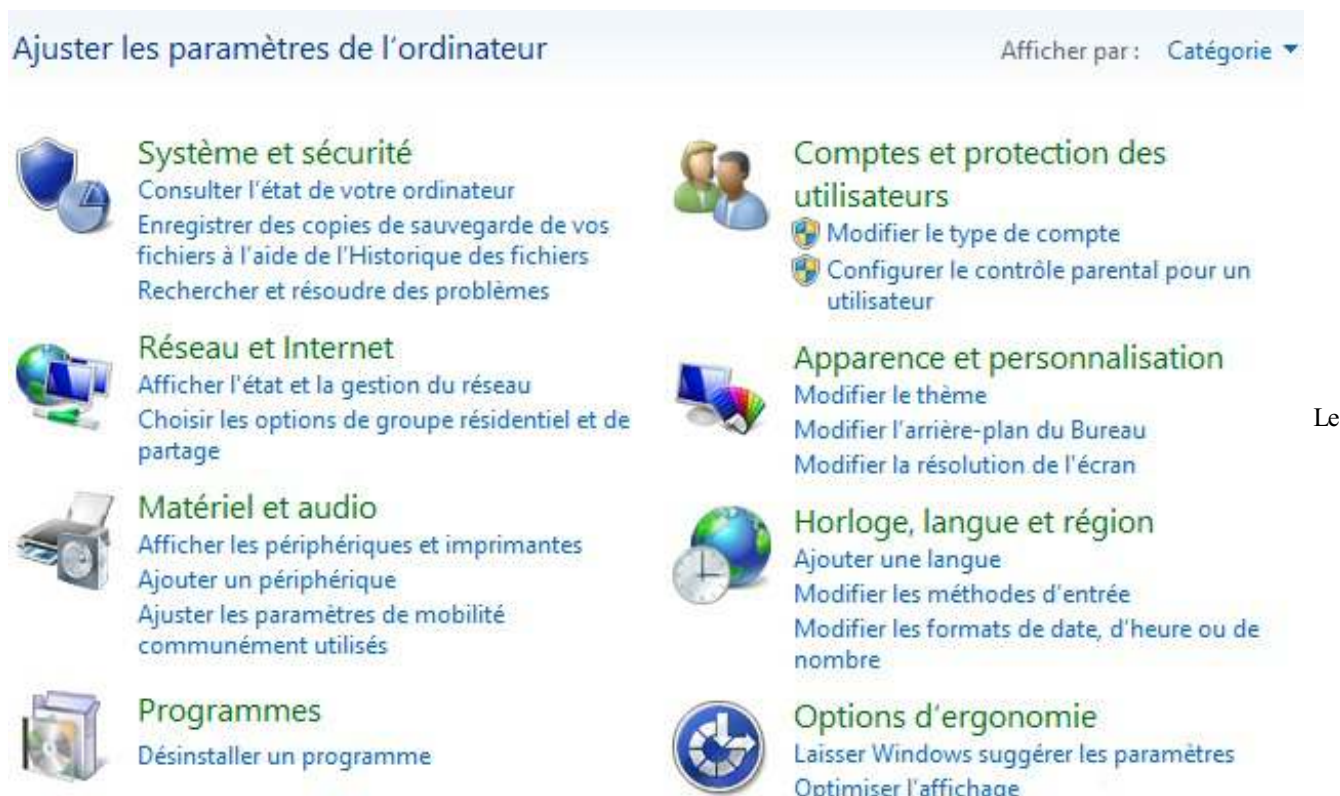 Ajuster les paramètres de l'ordinateur
Afficher par : Catégorie
Système et sécurité
Consulter l'état de votre ordinateur
Enregistrer des copies de sauvegarde de vos
fichiers à l'aide de l'Historique des fichiers
Rechercher et résoudre des problèmes
Réseau et Internet
Afficher l'état et la gestion du réseau
Choisir les options de groupe résidentiel et de
partage
Matériel et audio
Afficher les périphériques et imprimantes
Ajouter un périphérique
Ajuster les paramètres de mobilité
communément utilisés
Programmes
Désinstaller un programme
Comptes et protection des
utilisateurs
Modifier le type de compte
Configurer le contrôle parental pour un
utilisateur
Apparence et personnalisation
Modifier le thème
Modifier l'arrière-plan du Bureau
Modifier la résolution de l'écran
Horloge, langue et région
Ajouter une langue
Modifier les méthodes d'entrée
Modifier les formats de date, d'heure ou de
nombre
Options d'ergonomie
Laisser Windows suggérer les paramètres
Optimiser l'affichage
Le